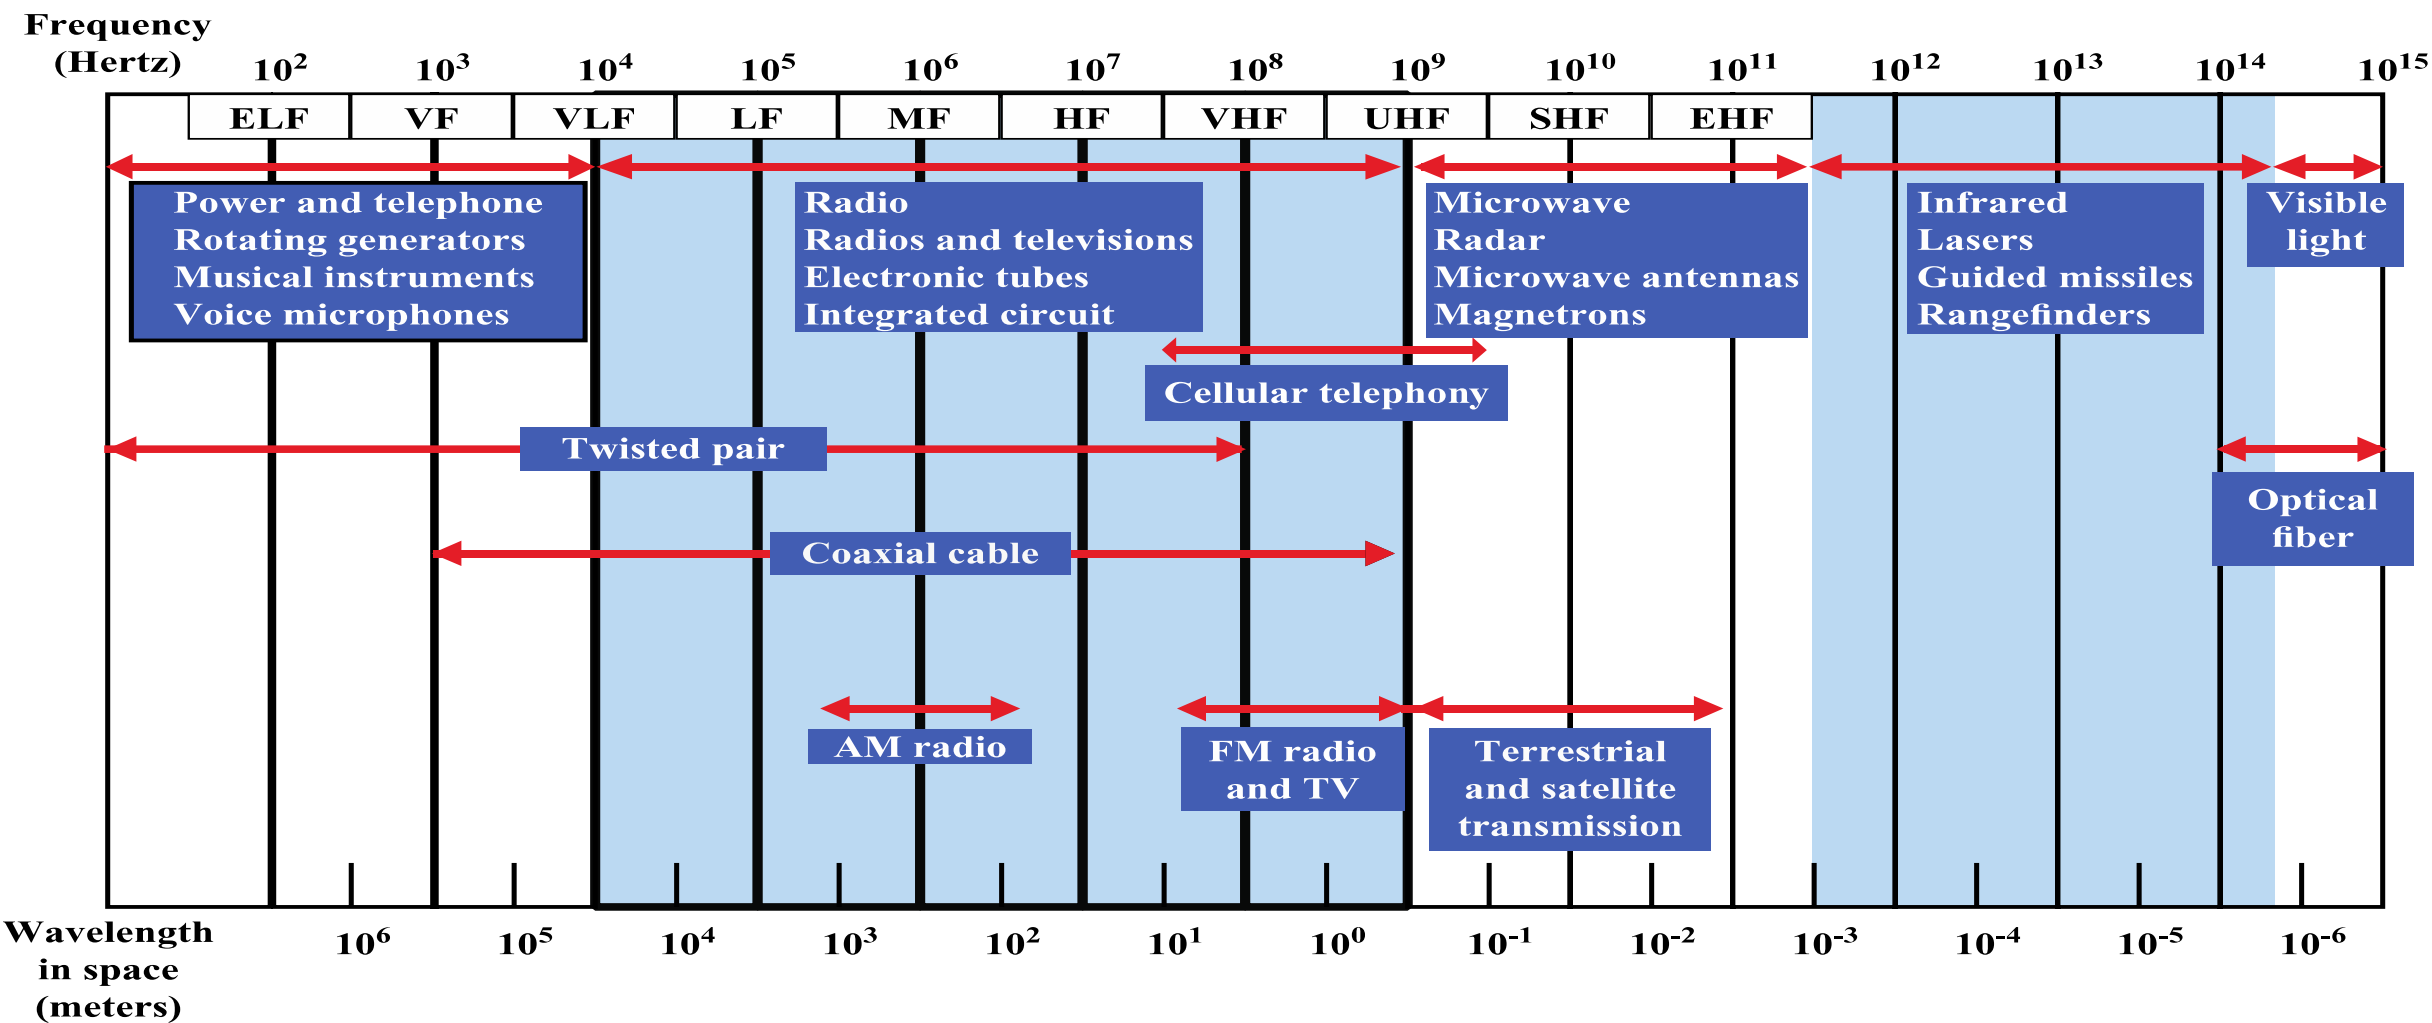 Frequency
(Hertz)
10² 10³ 10⁴ 10⁵ 10⁶ 10⁷ 10⁸ 10⁹ 10¹⁰ 10¹¹ 10¹² 10¹³ 10¹⁴ 10¹⁵
ELF VF VLF LF MF HF VHF UHF SHF EHF
Power and telephone
Rotating generators
Musical instruments
Voice microphones
Radio
Radios and televisions
Electronic tubes
Integrated circuit
Microwave
Radar
Microwave antennas
Magnetrons
Infrared
Lasers
Guided missiles
Rangefinders
Visible
light
Cellular telephony
Twisted pair
Optical
fiber
Coaxial cable
AM radio
FM radio
and TV
Terrestrial
and satellite
transmission
Wavelength
in space
(meters)
10⁶ 10⁵ 10⁴ 10³ 10² 10¹ 10⁰ 10⁻¹ 10⁻² 10⁻³ 10⁻⁴ 10⁻⁵ 10⁻⁶